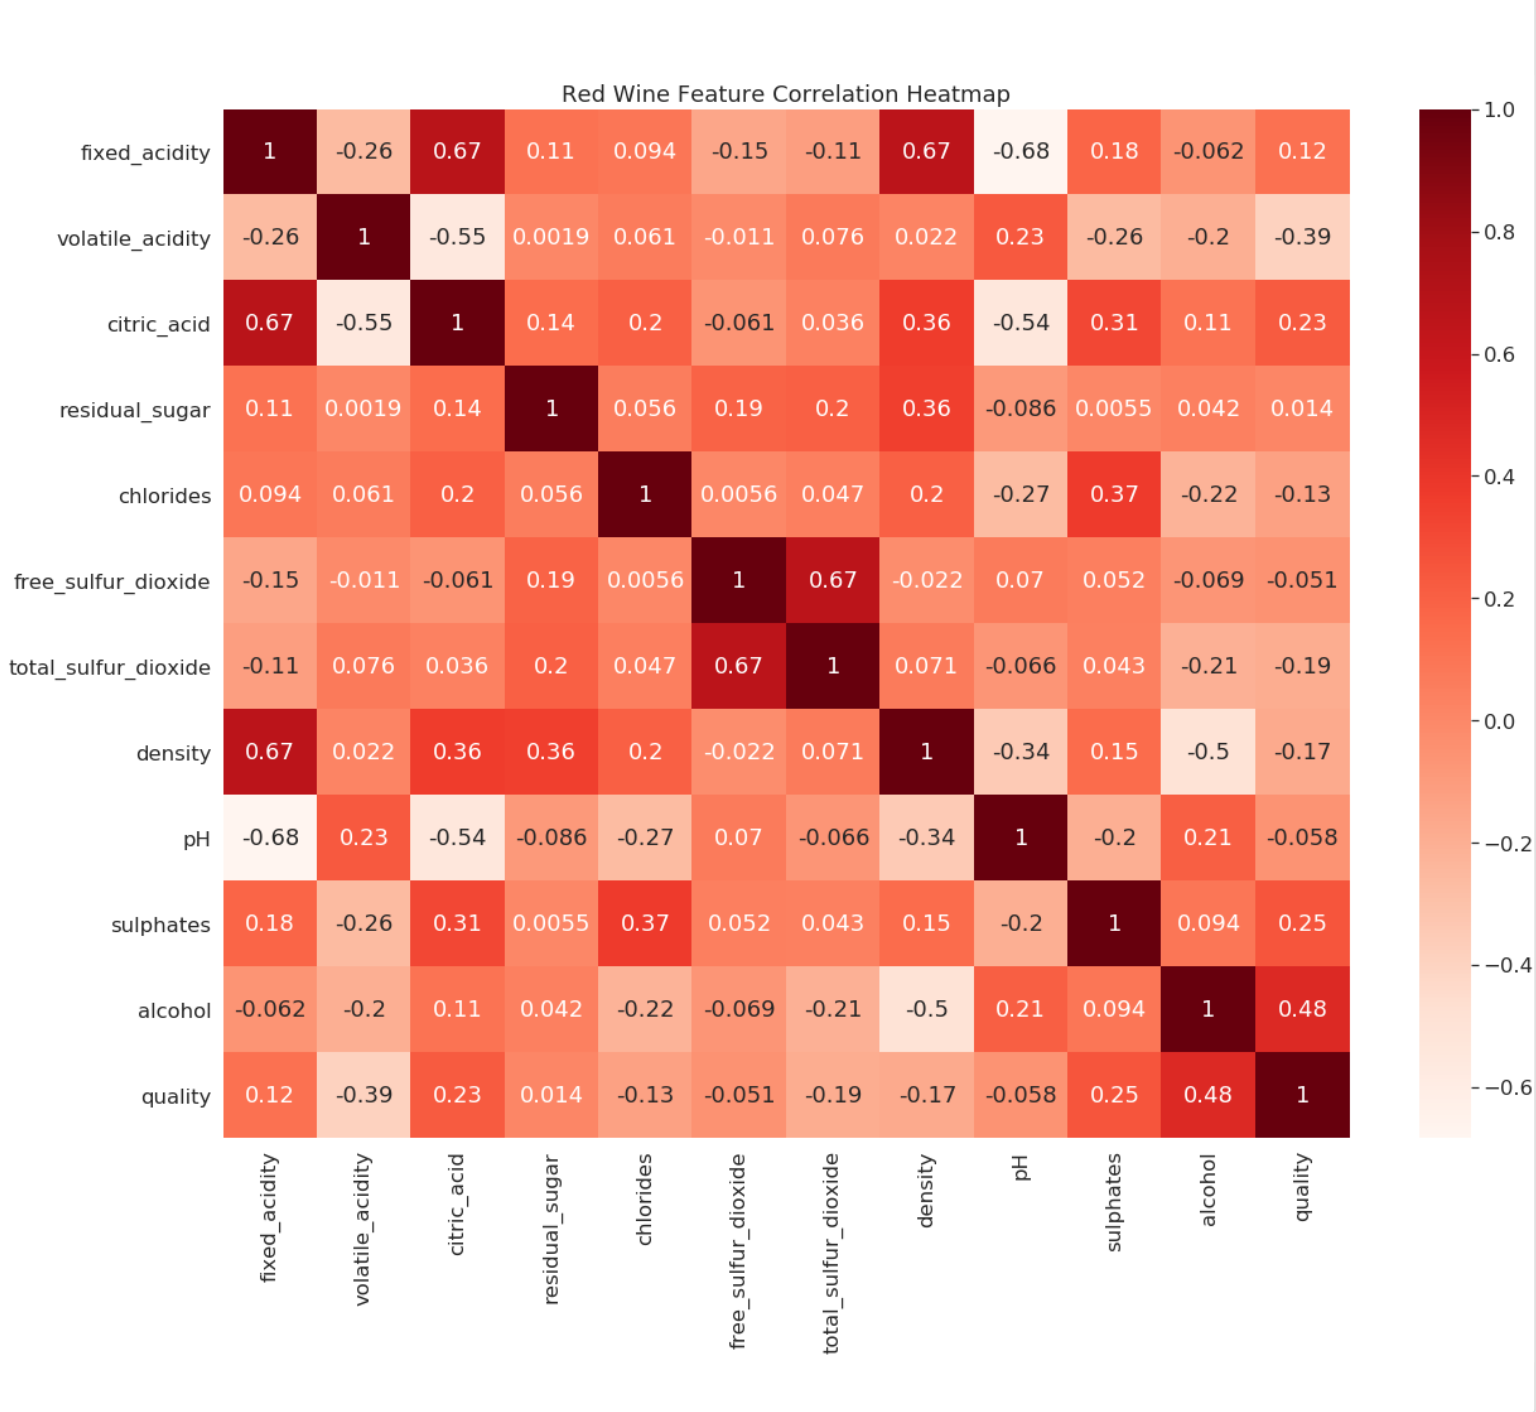 Red Wine Feature Correlation Heatmap
fixed_acidity 1 -0.26 0.67 0.11 0.094 -0.15 -0.11 0.67 -0.68 0.18 -0.062 0.12
volatile_acidity -0.26 1 -0.55 0.0019 0.061 -0.011 0.076 0.022 0.23 -0.26 -0.2 -0.39
citric_acid 0.67 -0.55 1 0.14 0.2 -0.061 0.036 0.36 -0.54 0.31 0.11 0.23
residual_sugar 0.11 0.0019 0.14 1 0.056 0.19 0.2 0.36 -0.086 0.0055 0.042 0.014
chlorides 0.094 0.061 0.2 0.056 1 0.0056 0.047 0.2 -0.27 0.37 -0.22 -0.13
free_sulfur_dioxide -0.15 -0.011 -0.061 0.19 0.0056 1 0.67 -0.022 0.07 0.052 -0.069 -0.051
total_sulfur_dioxide -0.11 0.076 0.036 0.2 0.047 0.67 1 0.071 -0.066 0.043 -0.21 -0.19
density 0.67 0.022 0.36 0.36 0.2 -0.022 0.071 1 -0.34 0.15 -0.5 -0.17
pH -0.68 0.23 -0.54 -0.086 -0.27 0.07 -0.066 -0.34 1 -0.2 0.21 -0.058
sulphates 0.18 -0.26 0.31 0.0055 0.37 0.052 0.043 0.15 -0.2 1 0.094 0.25
alcohol -0.062 -0.2 0.11 0.042 -0.22 -0.069 -0.21 -0.5 0.21 0.094 1 0.48
quality 0.12 -0.39 0.23 0.014 -0.13 -0.051 -0.19 -0.17 -0.058 0.25 0.48 1
fixed_acidity
volatile_acidity
citric_acid
residual_sugar
chlorides
free_sulfur_dioxide
total_sulfur_dioxide
density
pH
sulphates
alcohol
quality
1.0
0.8
0.6
0.4
0.2
0.0
−0.2
−0.4
−0.6